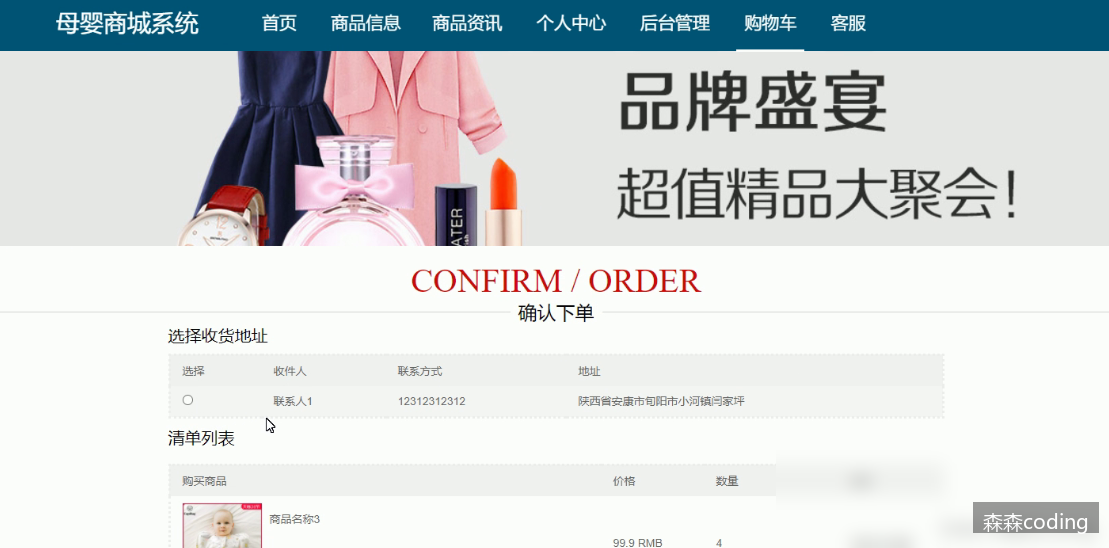 母婴商城系统 首页 商品信息 商品资讯 个人中心 后台管理 购物车 客服
品牌盛宴
超值精品大聚会！
CONFIRM / ORDER
确认下单
选择收货地址
选择 收件人 联系方式 地址
联系人1 12312312312 陕西省安康市旬阳市小河镇闫家坪
清单列表
购买商品 价格 数量
商品名称3
99.9 RMB 4
森森coding